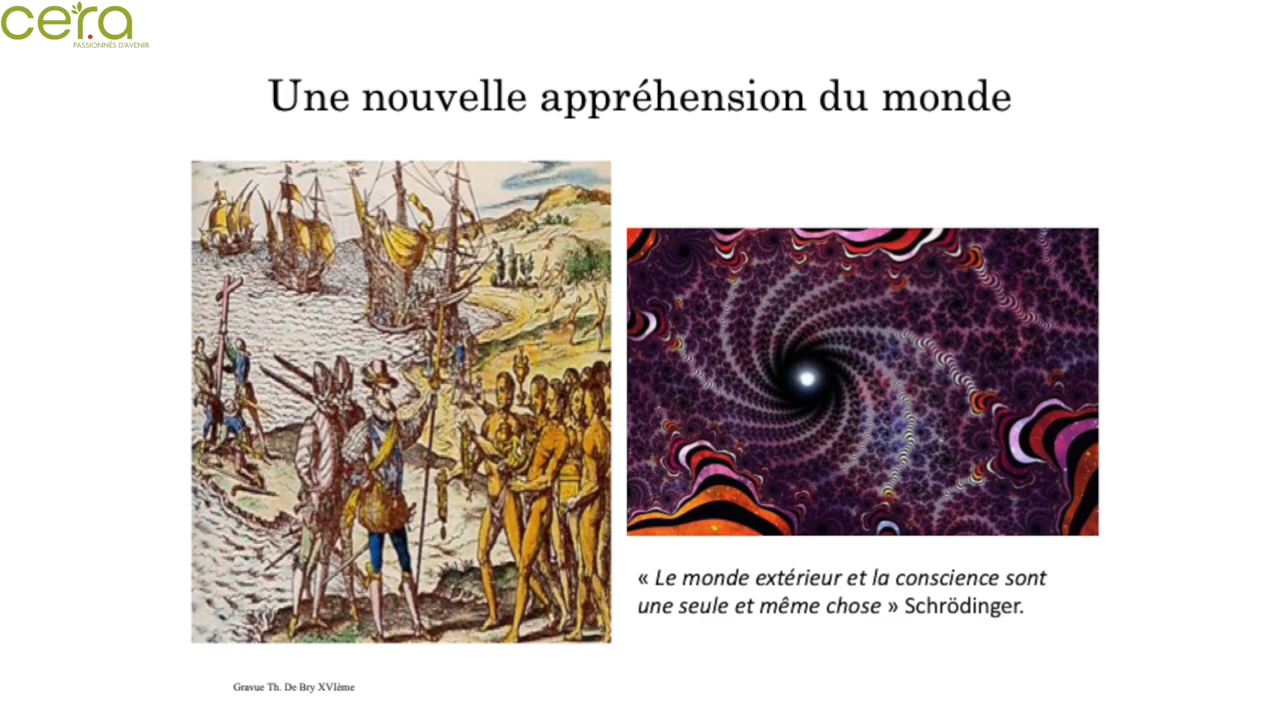 cera
PASSIONNÉS D'AVENIR
Une nouvelle appréhension du monde
« Le monde extérieur et la conscience sont
une seule et même chose » Schrödinger.
Gravue Th. De Bry XVIème